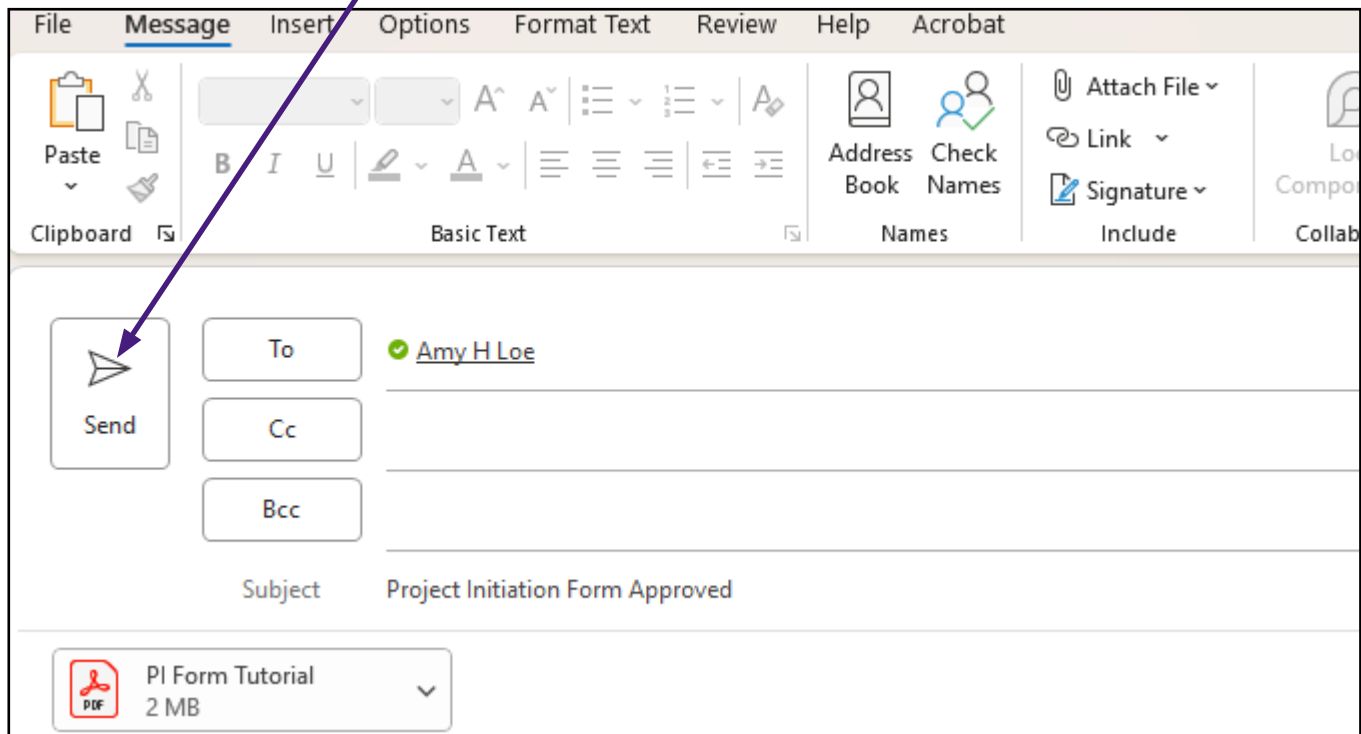 File Message Insert Options Format Text Review Help Acrobat
Paste
B I U A
Address Book
Check Names
Attach File
Link
Signature
Clipboard Basic Text Names Include Collab
Send
To Amy H Loe
Cc
Bcc
Subject Project Initiation Form Approved
PDF
PI Form Tutorial
2 MB